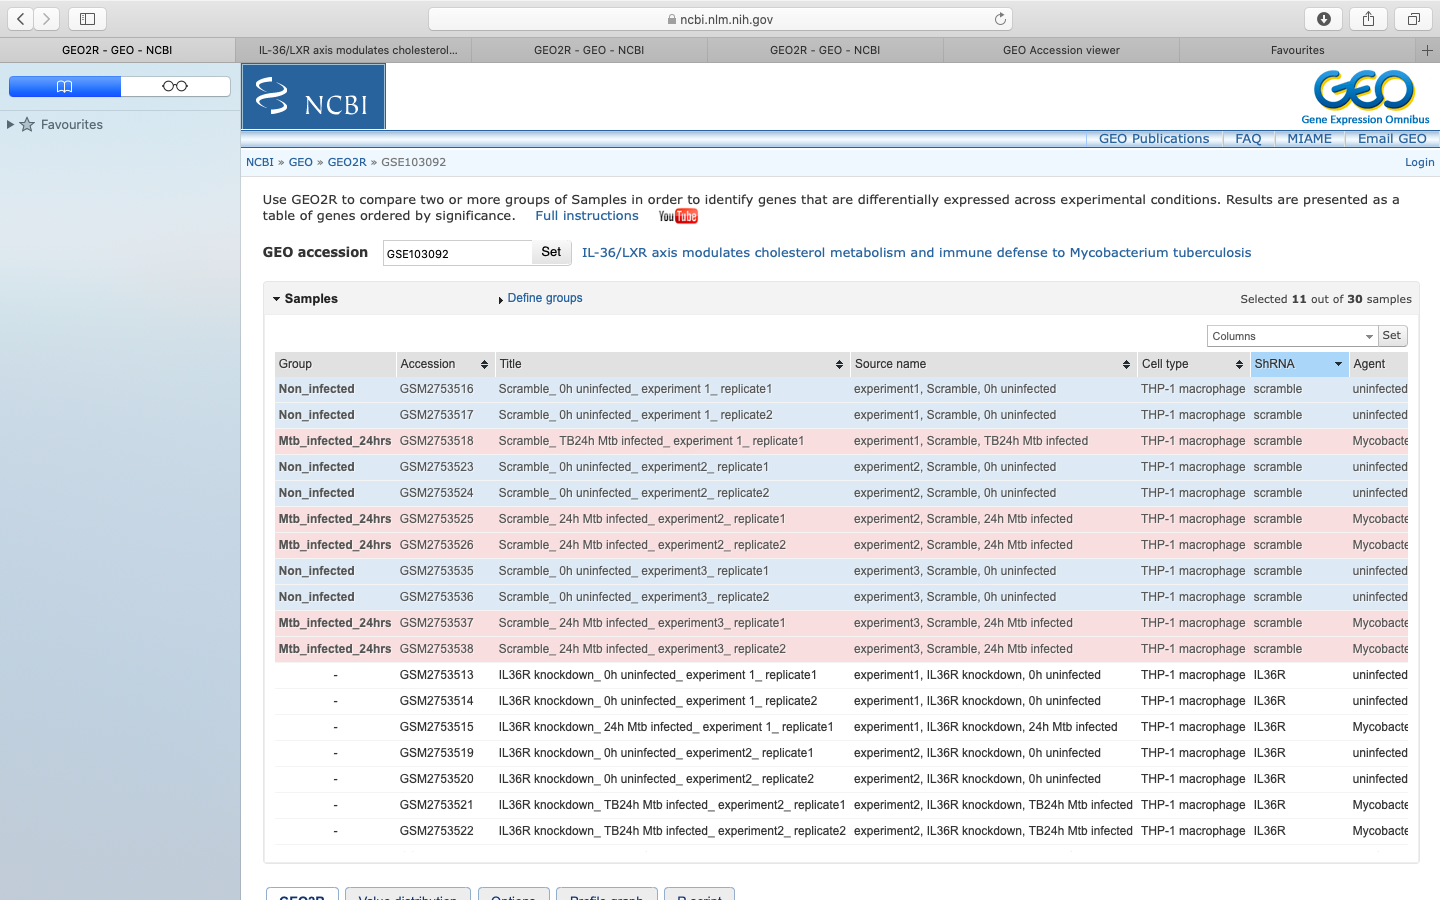 ncbi.nlm.nih.gov
GEO2R - GEO - NCBI
IL-36/LXR axis modulates cholesterol...
GEO2R - GEO - NCBI
GEO2R - GEO - NCBI
GEO Accession viewer
Favourites
Favourites
NCBI
GEO
Gene Expression Omnibus
GEO Publications FAQ MIAME Email GEO
NCBI » GEO » GEO2R » GSE103092 Login
Use GEO2R to compare two or more groups of Samples in order to identify genes that are differentially expressed across experimental conditions. Results are presented as a
table of genes ordered by significance. Full instructions YouTube
GEO accession GSE103092 Set IL-36/LXR axis modulates cholesterol metabolism and immune defense to Mycobacterium tuberculosis
Samples Define groups Selected 11 out of 30 samples
Columns Set
Group Accession Title Source name Cell type ShRNA Agent
Non_infected GSM2753516 Scramble_ 0h uninfected_ experiment 1_ replicate1 experiment1, Scramble, 0h uninfected THP-1 macrophage scramble uninfected
Non_infected GSM2753517 Scramble_ 0h uninfected_ experiment 1_ replicate2 experiment1, Scramble, 0h uninfected THP-1 macrophage scramble uninfected
Mtb_infected_24hrs GSM2753518 Scramble_ TB24h Mtb infected_ experiment 1_ replicate1 experiment1, Scramble, TB24h Mtb infected THP-1 macrophage scramble Mycobacte
Non_infected GSM2753523 Scramble_ 0h uninfected_ experiment2_ replicate1 experiment2, Scramble, 0h uninfected THP-1 macrophage scramble uninfected
Non_infected GSM2753524 Scramble_ 0h uninfected_ experiment2_ replicate2 experiment2, Scramble, 0h uninfected THP-1 macrophage scramble uninfected
Mtb_infected_24hrs GSM2753525 Scramble_ 24h Mtb infected_ experiment2_ replicate1 experiment2, Scramble, 24h Mtb infected THP-1 macrophage scramble Mycobacte
Mtb_infected_24hrs GSM2753526 Scramble_ 24h Mtb infected_ experiment2_ replicate2 experiment2, Scramble, 24h Mtb infected THP-1 macrophage scramble Mycobacte
Non_infected GSM2753535 Scramble_ 0h uninfected_ experiment3_ replicate1 experiment3, Scramble, 0h uninfected THP-1 macrophage scramble uninfected
Non_infected GSM2753536 Scramble_ 0h uninfected_ experiment3_ replicate2 experiment3, Scramble, 0h uninfected THP-1 macrophage scramble uninfected
Mtb_infected_24hrs GSM2753537 Scramble_ 24h Mtb infected_ experiment3_ replicate1 experiment3, Scramble, 24h Mtb infected THP-1 macrophage scramble Mycobacte
Mtb_infected_24hrs GSM2753538 Scramble_ 24h Mtb infected_ experiment3_ replicate2 experiment3, Scramble, 24h Mtb infected THP-1 macrophage scramble Mycobacte
- GSM2753513 IL36R knockdown_ 0h uninfected_ experiment 1_ replicate1 experiment1, IL36R knockdown, 0h uninfected THP-1 macrophage IL36R uninfected
- GSM2753514 IL36R knockdown_ 0h uninfected_ experiment 1_ replicate2 experiment1, IL36R knockdown, 0h uninfected THP-1 macrophage IL36R uninfected
- GSM2753515 IL36R knockdown_ 24h Mtb infected_ experiment 1_ replicate1 experiment1, IL36R knockdown, 24h Mtb infected THP-1 macrophage IL36R Mycobacte
- GSM2753519 IL36R knockdown_ 0h uninfected_ experiment2_ replicate1 experiment2, IL36R knockdown, 0h uninfected THP-1 macrophage IL36R uninfected
- GSM2753520 IL36R knockdown_ 0h uninfected_ experiment2_ replicate2 experiment2, IL36R knockdown, 0h uninfected THP-1 macrophage IL36R uninfected
- GSM2753521 IL36R knockdown_ TB24h Mtb infected_ experiment2_ replicate1 experiment2, IL36R knockdown, TB24h Mtb infected THP-1 macrophage IL36R Mycobacte
- GSM2753522 IL36R knockdown_ TB24h Mtb infected_ experiment2_ replicate2 experiment2, IL36R knockdown, TB24h Mtb infected THP-1 macrophage IL36R Mycobacte
GEO2R Value distribution Options Profile graph R script